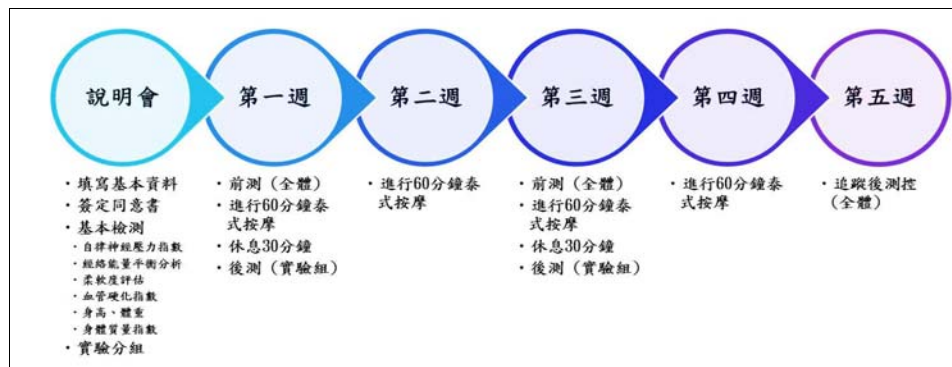 說明會
第一週
第二週
第三週
第四週
第五週
・填寫基本資料
・簽定同意書
・基本檢測
・自律神經壓力指數
・經絡能量平衡分析
・柔軟度評估
・血管硬化指數
・身高、體重
・身體質量指數
・實驗分組
・前測（全體）
・進行60分鐘泰
式按摩
・休息30分鐘
・後測（實驗組）
・進行60分鐘泰
式按摩
・前測（全體）
・進行60分鐘泰
式按摩
・休息30分鐘
・後測（實驗組）
・進行60分鐘泰
式按摩
・追蹤後測控
（全體）